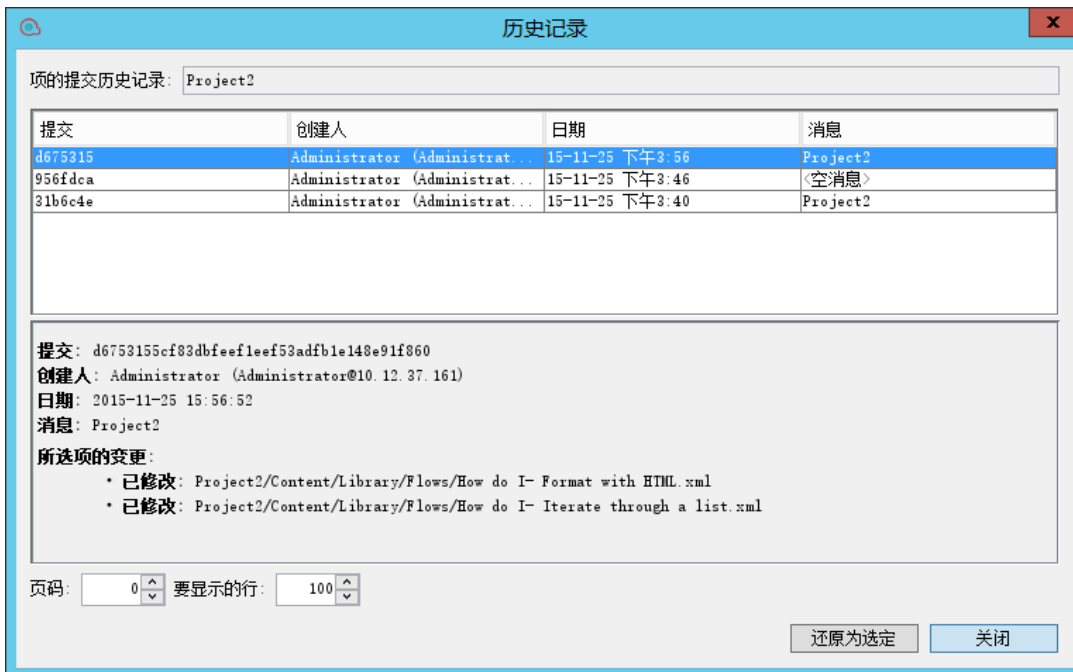 历史记录
x
项的提交历史记录: Project2
提交 创建人 日期 消息
d675315 Administrator (Administrat... 15-11-25 下午3:56 Project2
956fdca Administrator (Administrat... 15-11-25 下午3:46 <空消息>
31b6c4e Administrator (Administrat... 15-11-25 下午3:40 Project2
提交: d6753155cf83dbfeef1eef53adfb1e148e91f860
创建人: Administrator (Administrator@10.12.37.161)
日期: 2015-11-25 15:56:52
消息: Project2
所选项的变更:
• 已修改: Project2/Content/Library/Flows/How do I- Format with HTML.xml
• 已修改: Project2/Content/Library/Flows/How do I- Iterate through a list.xml
页码: 0 要显示的行: 100
还原为选定 关闭